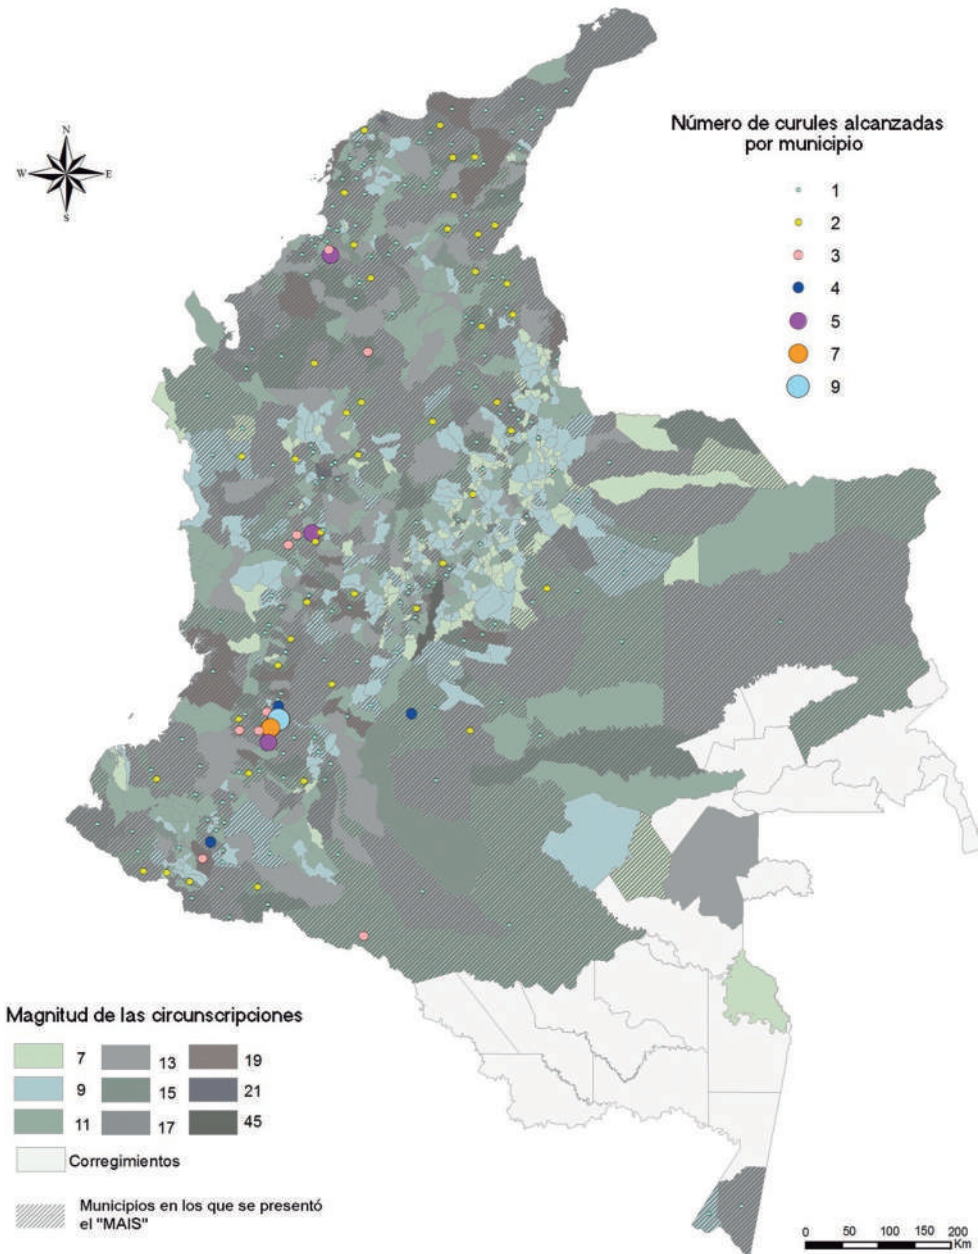 N
W E
S
Número de curules alcanzadas
por municipio
1
2
3
4
5
7
9
Magnitud de las circunscripciones
7 13 19
9 15 21
11 17 45
Corregimientos
Municipios en los que se presentó
el "MAIS"
0 50 100 150 200
Km